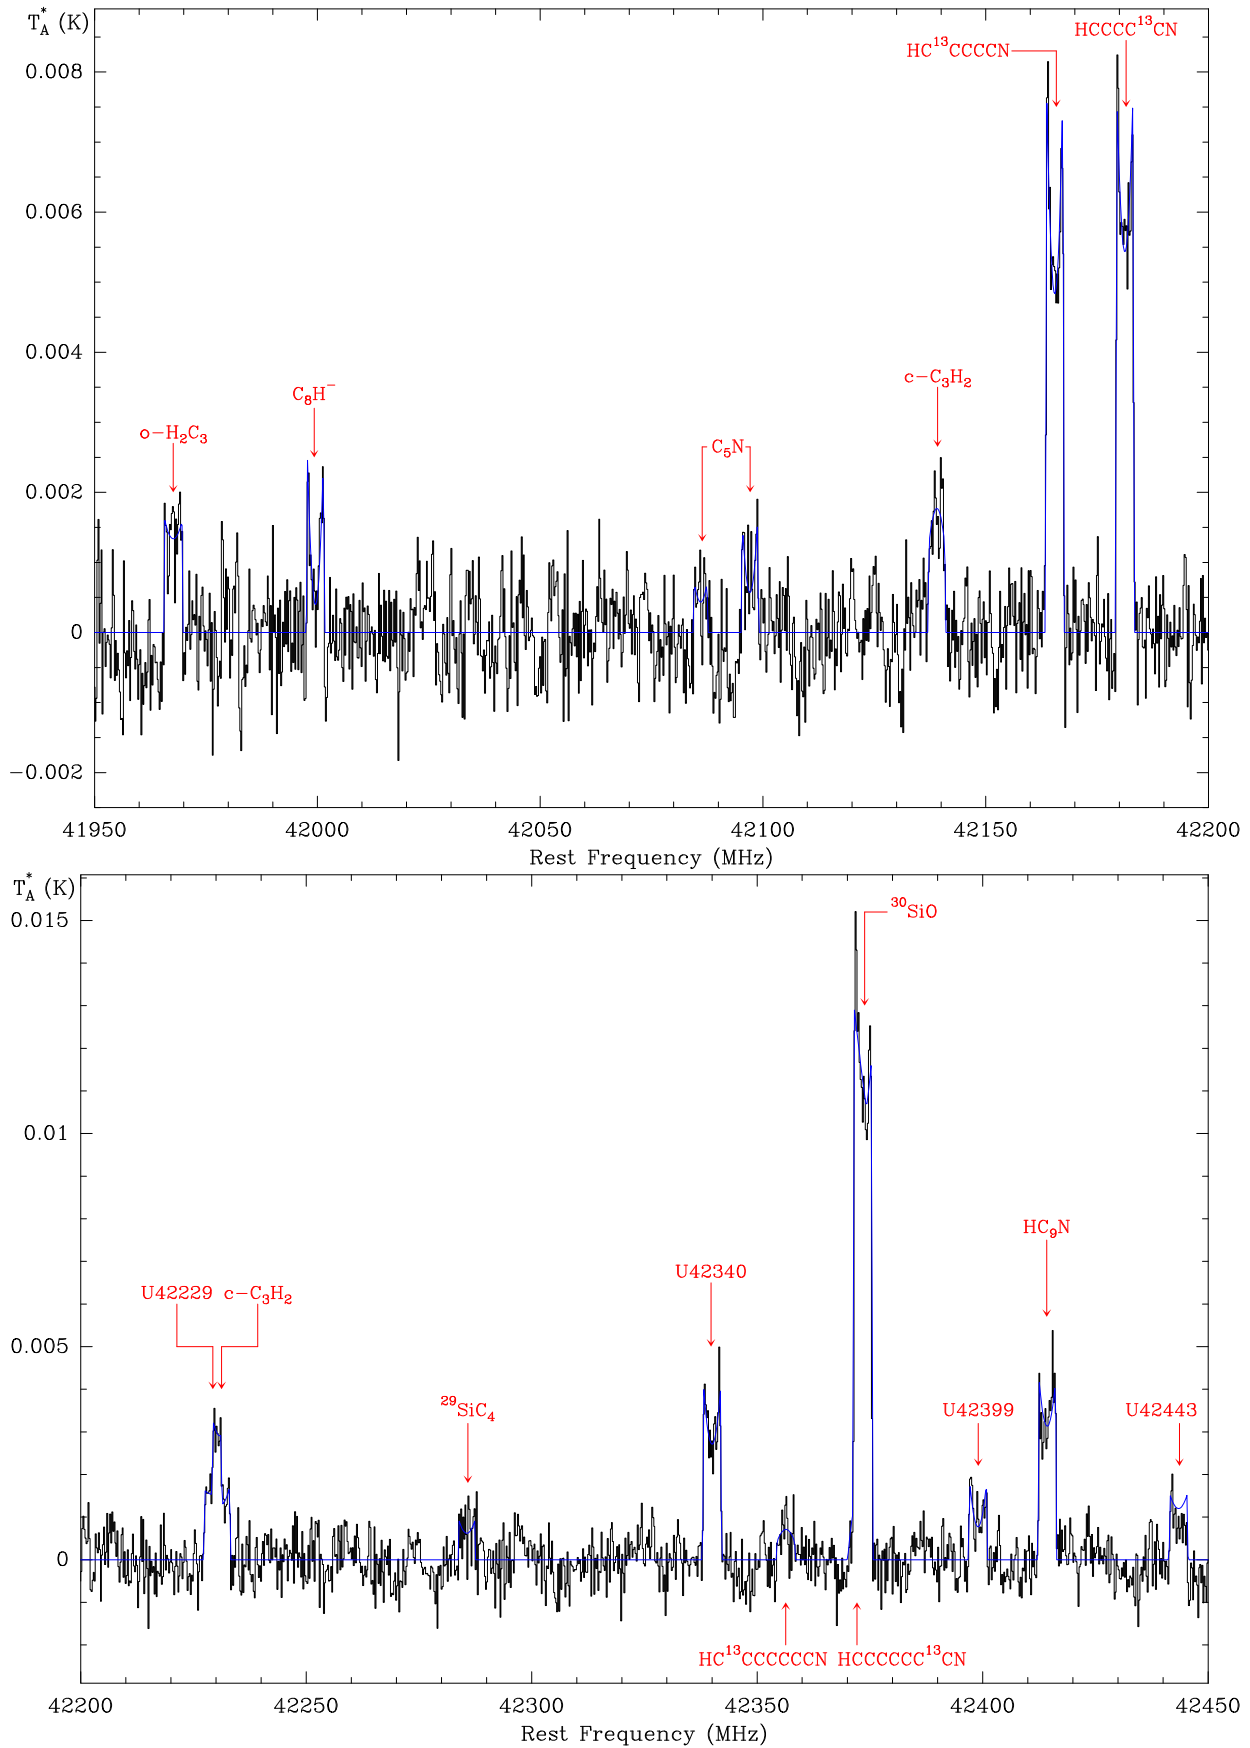 T*A (K)
HCCCC13CN
HC13CCCCN
0.008
0.006
0.004
c−C3H2
C8H−
o−H2C3
C5N
0.002
0
−0.002
41950 42000 42050 42100 42150 42200
Rest Frequency (MHz)
T*A (K)
0.015
30SiO
0.01
HC9N
U42340
U42229 c−C3H2
0.005
29SiC4
U42399
U42443
0
HC13CCCCCCN HCCCCCC13CN
42200 42250 42300 42350 42400 42450
Rest Frequency (MHz)